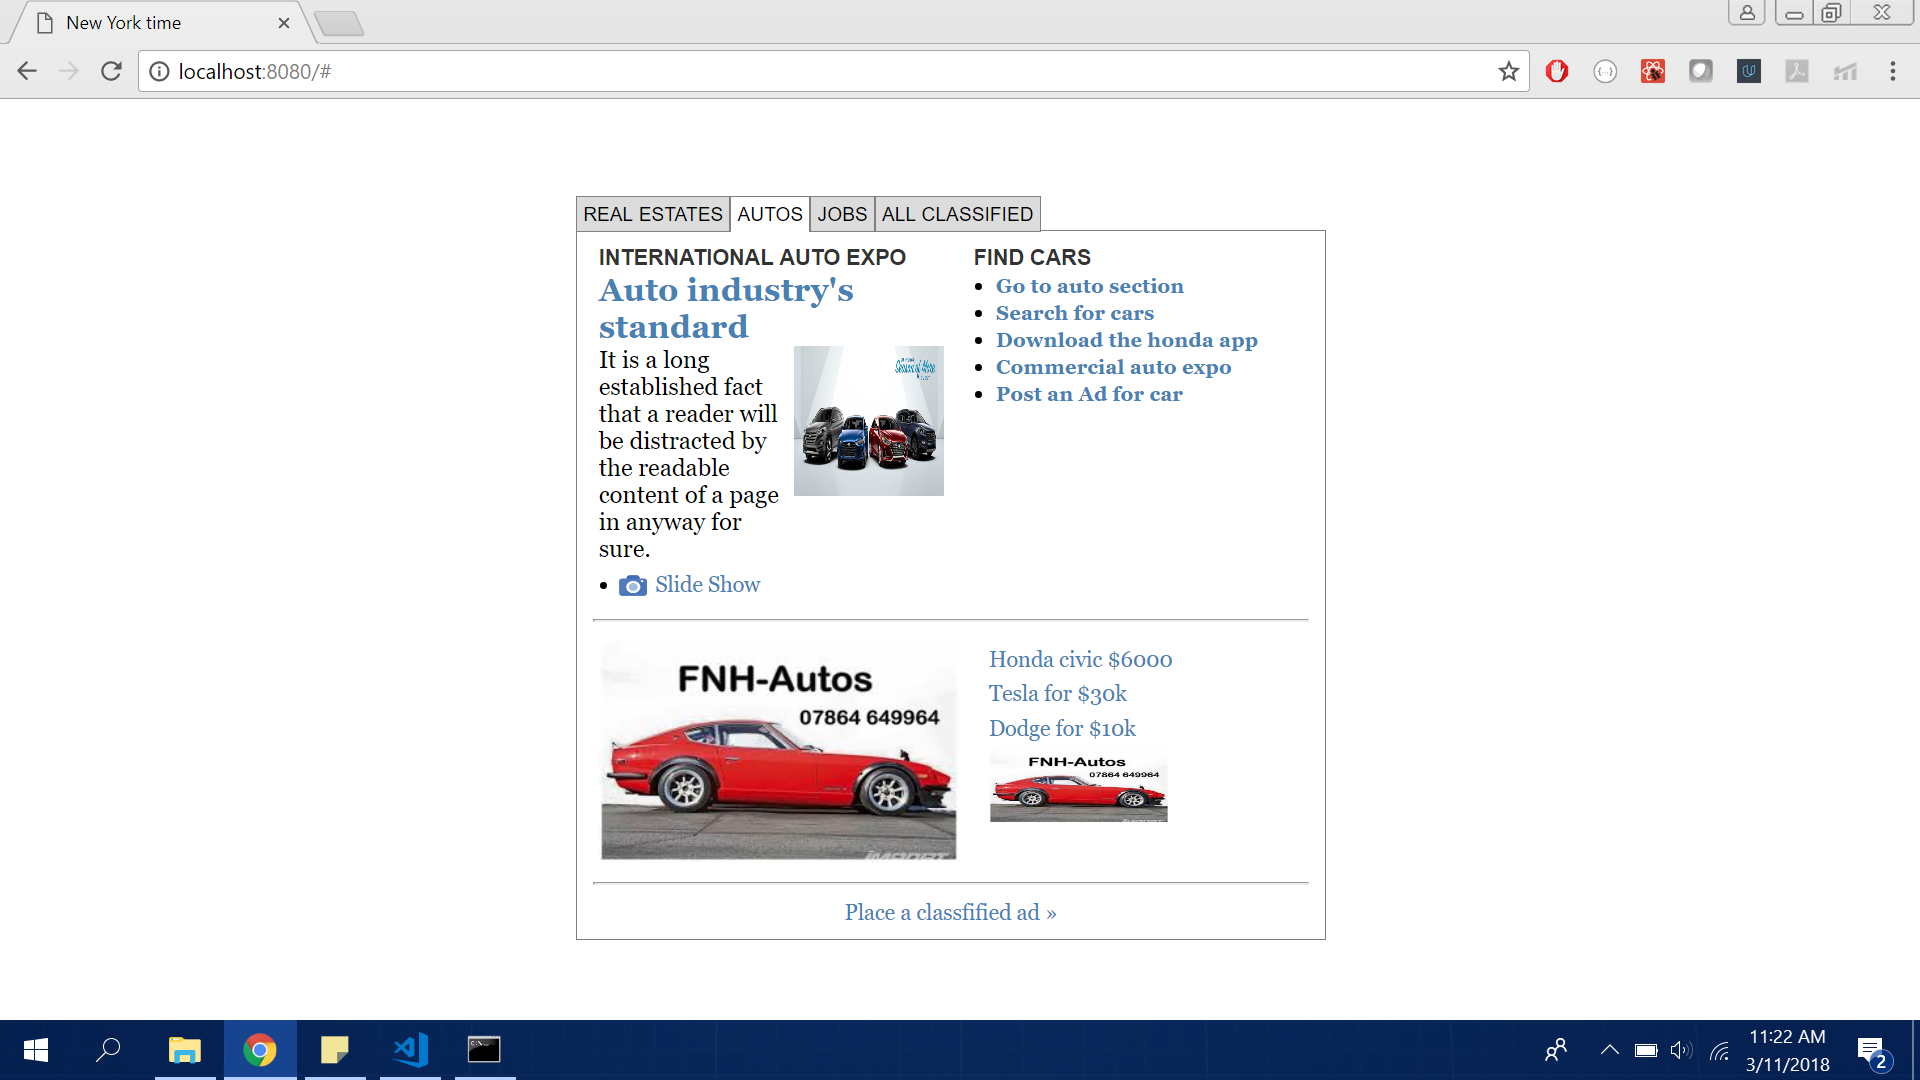 New York time
localhost:8080/#
REAL ESTATES AUTOS JOBS ALL CLASSIFIED
INTERNATIONAL AUTO EXPO
Auto industry's
standard
It is a long
established fact
that a reader will
be distracted by
the readable
content of a page
in anyway for
sure.
Slide Show
FIND CARS
Go to auto section
Search for cars
Download the honda app
Commercial auto expo
Post an Ad for car
FNH-Autos
07864 649964
Honda civic $6000
Tesla for $30k
Dodge for $10k
FNH-Autos
07864 649964
Place a classfified ad »
11:22 AM
3/11/2018
2